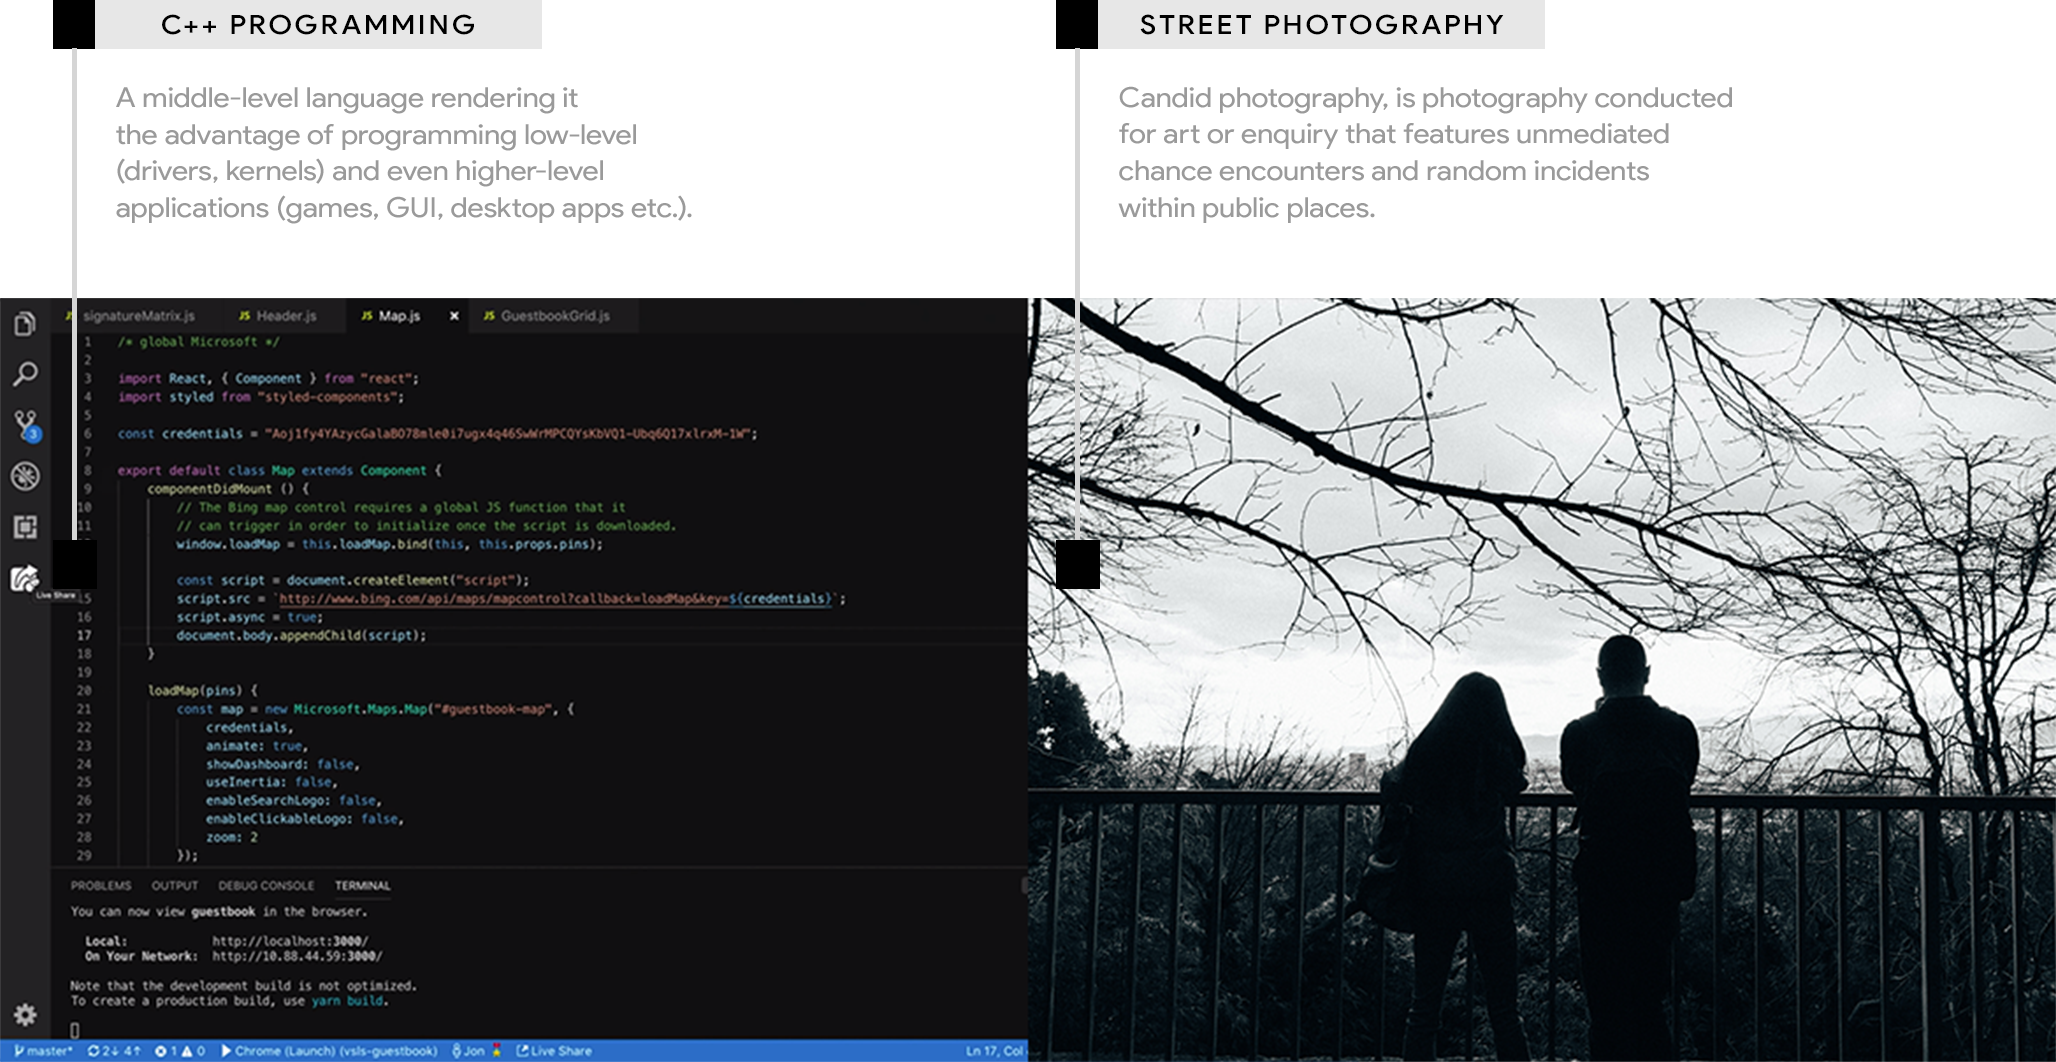 C++ PROGRAMMING
A middle-level language rendering it
the advantage of programming low-level
(drivers, kernels) and even higher-level
applications (games, GUI, desktop apps etc.).
STREET PHOTOGRAPHY
Candid photography, is photography conducted
for art or enquiry that features unmediated
chance encounters and random incidents
within public places.
JS signatureMatrix.js JS Header.js JS Map.js × JS GuestbookGrid.js
1 /* global Microsoft */
2
3 import React, { Component } from "react";
4 import styled from "styled-components";
5
6 const credentials =
7
8 export default class Map extends Component {
9 componentDidMount () {
10 // The Bing map control requires a global JS function that it
11 // can trigger in order to initialize once the script is downloaded.
window.loadMap = this.loadMap.bind(this, this.props.pins);
const script = document.createElement("script");
15 script.src = `http://www.bing.com/api/maps/mapcontrol?callback=loadMap&key=${credentials}`;
16 script.async = true;
17 document.body.appendChild(script);
18 }
19
20 loadMap(pins) {
21 const map = new Microsoft.Maps.Map("#guestbook-map", {
22 credentials,
23 animate: true,
24 showDashboard: false,
25 useInertia: false,
26 enableSearchLogo: false,
27 enableClickableLogo: false,
28 zoom: 2
29 });
3
Live Share
PROBLEMS OUTPUT DEBUG CONSOLE TERMINAL
You can now view guestbook in the browser.
Local: http://localhost:3000/
On Your Network: http://10.88.44.59:3000/
Note that the development build is not optimized.
To create a production build, use yarn build.
master* 2↓ 4↑ 1 0 Chrome (Launch) (vsls-guestbook) Jon Live Share Ln 17, Col